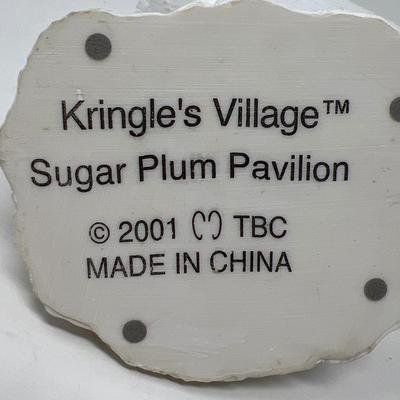 Kringle's Village™
Sugar Plum Pavilion
© 2001 TBC
MADE IN CHINA